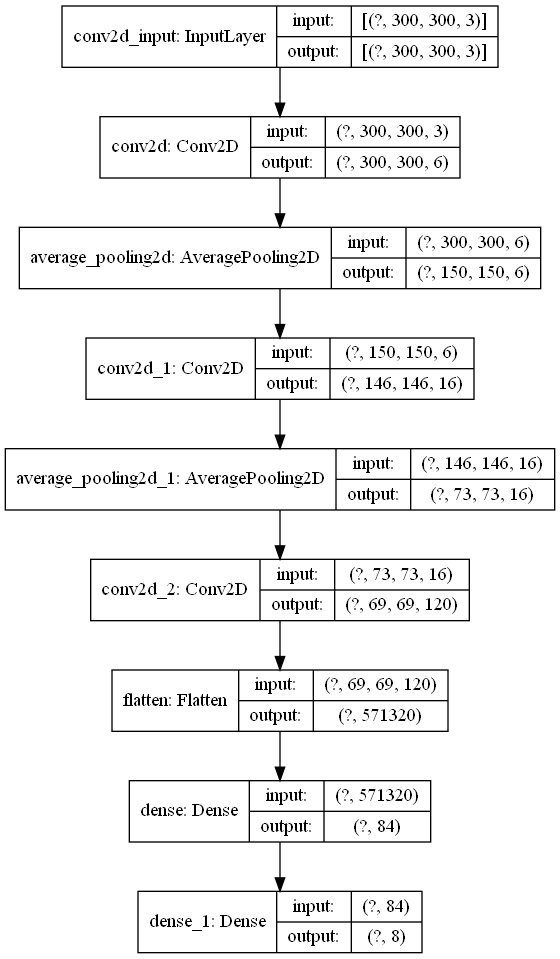 conv2d_input: InputLayer
input: [(?, 300, 300, 3)]
output: [(?, 300, 300, 3)]
conv2d: Conv2D
input: (?, 300, 300, 3)
output: (?, 300, 300, 6)
average_pooling2d: AveragePooling2D
input: (?, 300, 300, 6)
output: (?, 150, 150, 6)
conv2d_1: Conv2D
input: (?, 150, 150, 6)
output: (?, 146, 146, 16)
average_pooling2d_1: AveragePooling2D
input: (?, 146, 146, 16)
output: (?, 73, 73, 16)
conv2d_2: Conv2D
input: (?, 73, 73, 16)
output: (?, 69, 69, 120)
flatten: Flatten
input: (?, 69, 69, 120)
output: (?, 571320)
dense: Dense
input: (?, 571320)
output: (?, 84)
dense_1: Dense
input: (?, 84)
output: (?, 8)